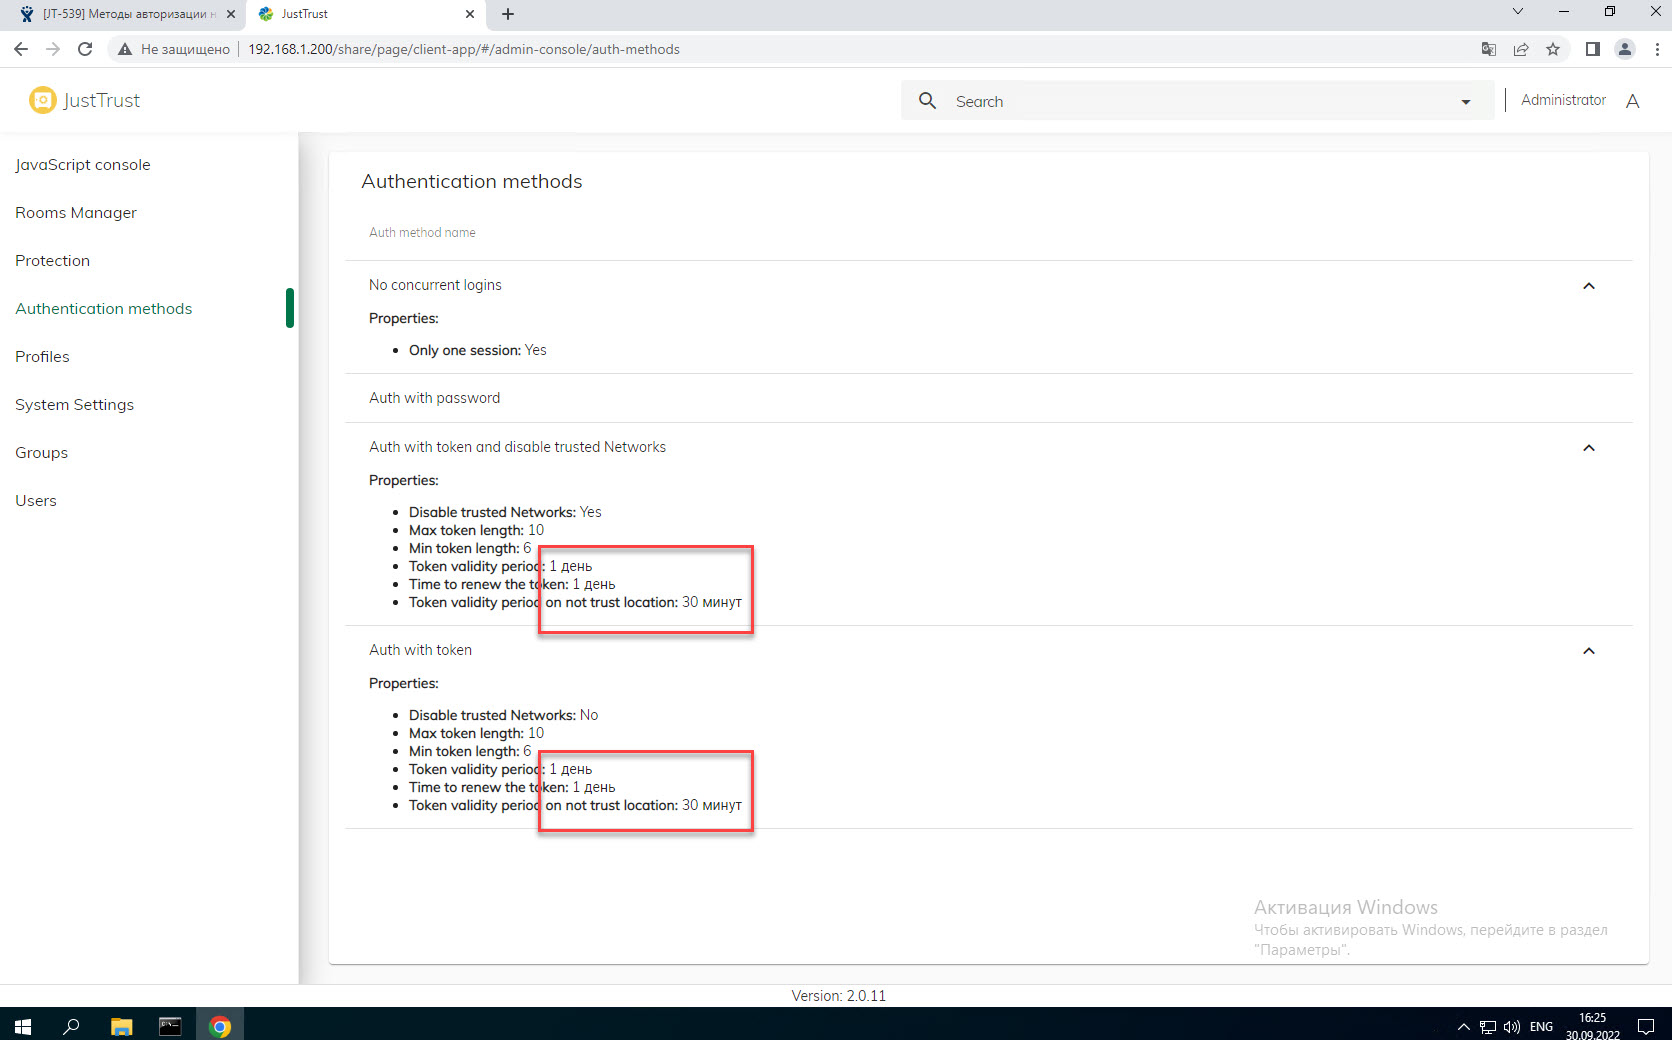 [JT-539] Методы авторизации н
JustTrust
Не защищено
192.168.1.200/share/page/client-app/#/admin-console/auth-methods
JustTrust
Search
Administrator
A
JavaScript console
Rooms Manager
Protection
Authentication methods
Profiles
System Settings
Groups
Users
Authentication methods
Auth method name
No concurrent logins
Properties:
Only one session: Yes
Auth with password
Auth with token and disable trusted Networks
Properties:
Disable trusted Networks: Yes
Max token length: 10
Min token length: 6
Token validity period: 1 день
Time to renew the token: 1 день
Token validity period on not trust location: 30 минут
Auth with token
Properties:
Disable trusted Networks: No
Max token length: 10
Min token length: 6
Token validity period: 1 день
Time to renew the token: 1 день
Token validity period on not trust location: 30 минут
Активация Windows
Чтобы активировать Windows, перейдите в раздел
"Параметры".
Version: 2.0.11
ENG
16:25
30.09.2022